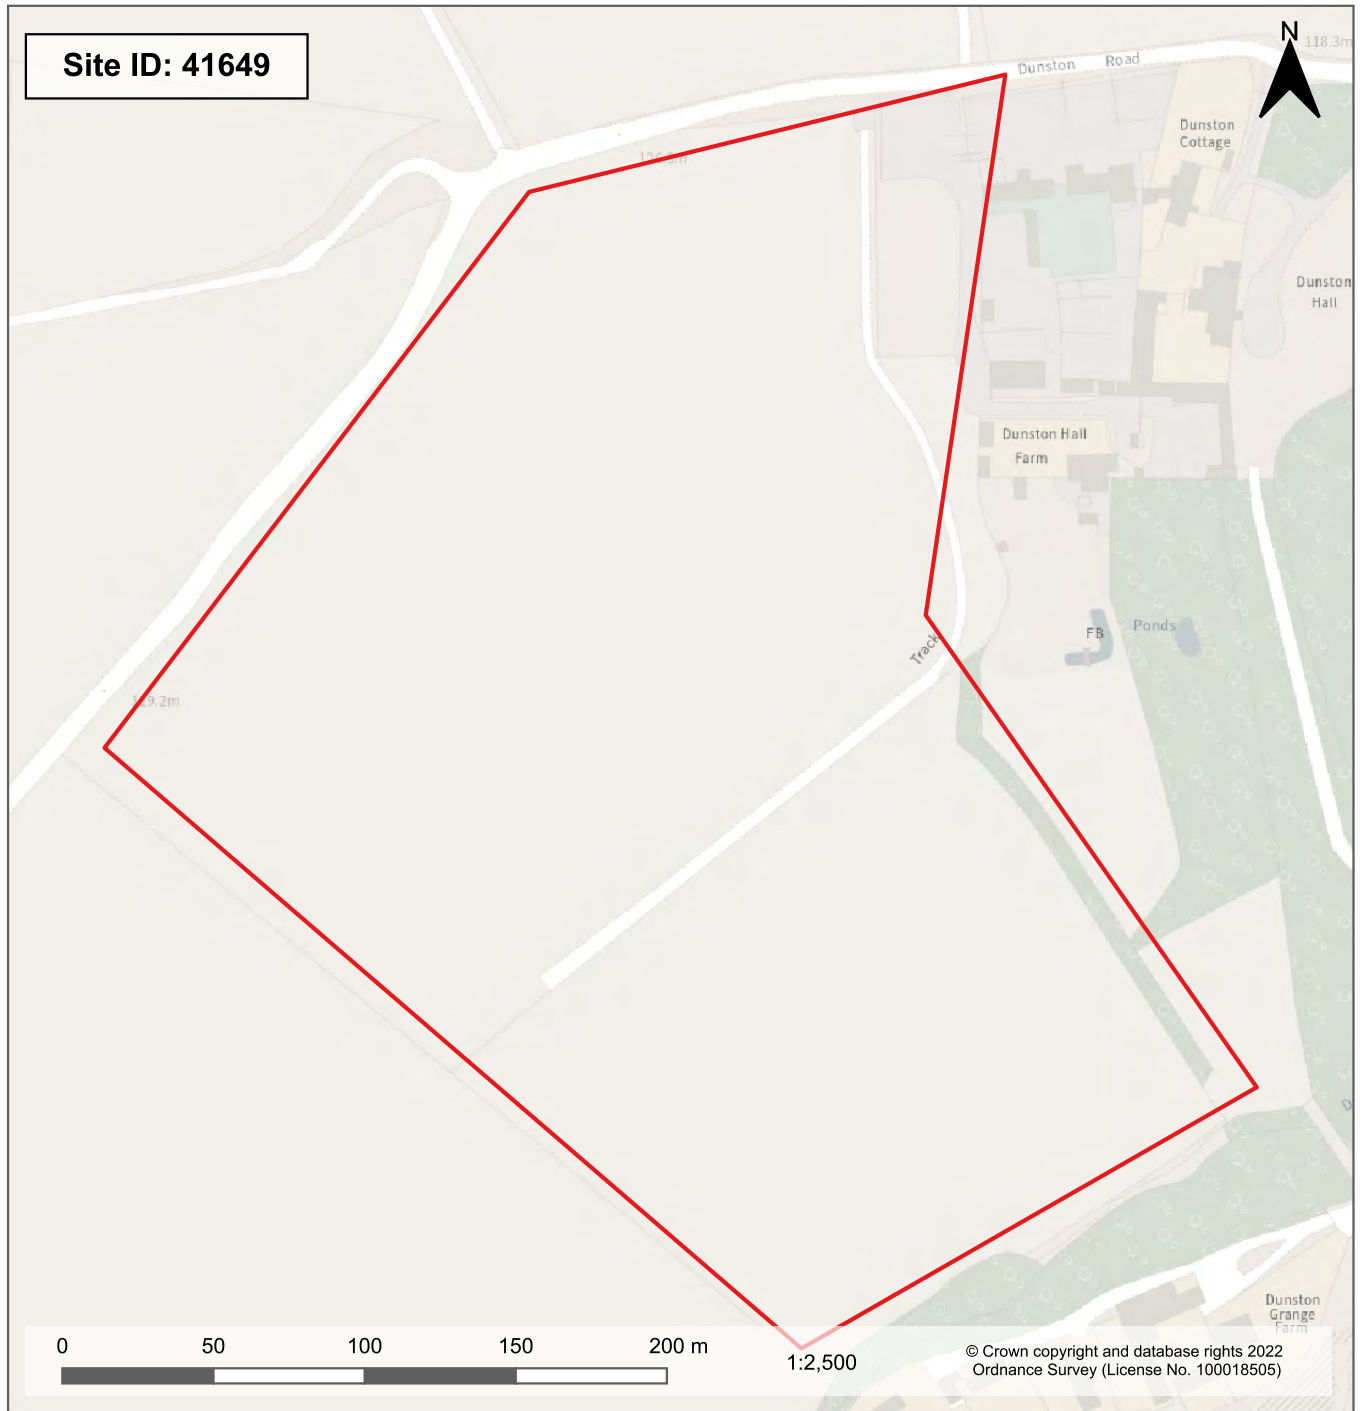 Site ID: 41649
N
118.3m
Dunston Road
Dunston
Cottage
Dunston
Hall
Dunston Hall
Farm
FB
Ponds
Track
Dunston
Grange
Farm
0 50 100 150 200 m
1:2,500
© Crown copyright and database rights 2022
Ordnance Survey (License No. 100018505)